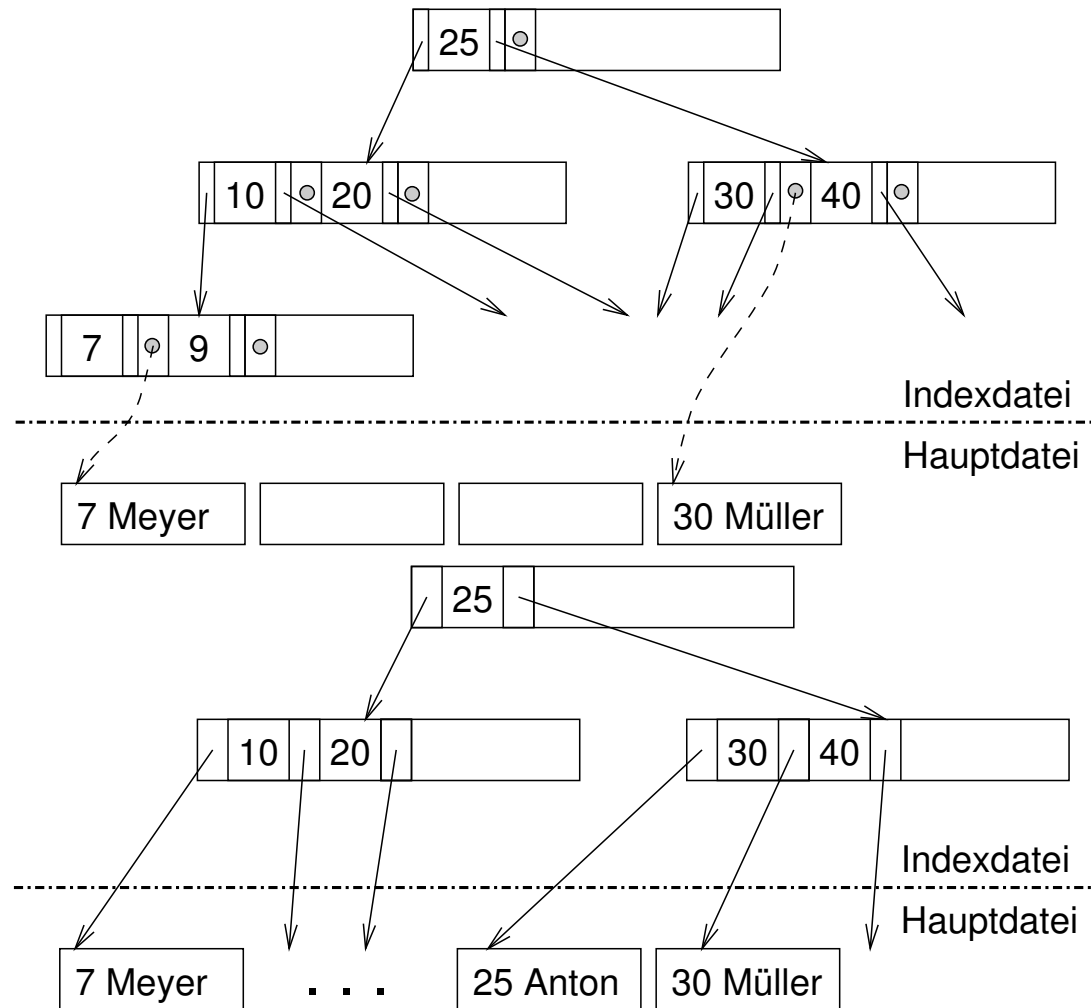 25
10 20
30 40
7 9
Indexdatei
Hauptdatei
7 Meyer
30 Müller
25
10 20
30 40
Indexdatei
Hauptdatei
7 Meyer
. . .
25 Anton
30 Müller